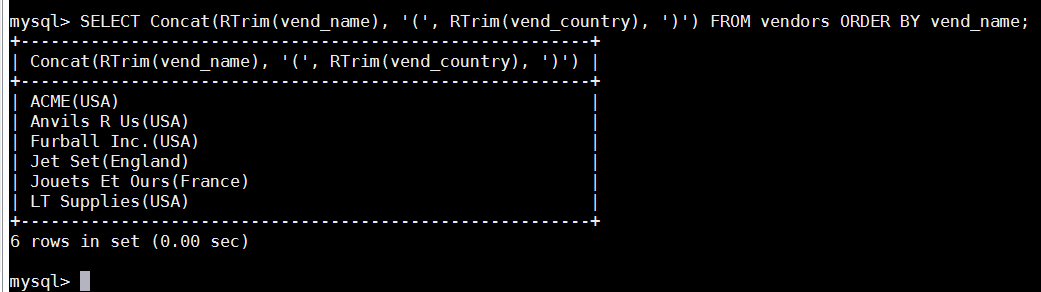 mysql> SELECT Concat(RTrim(vend_name), '(', RTrim(vend_country), ')') FROM vendors ORDER BY vend_name;
+---------------------------------------------------------+
| Concat(RTrim(vend_name), '(', RTrim(vend_country), ')') |
+---------------------------------------------------------+
| ACME(USA)                                               |
| Anvils R Us(USA)                                        |
| Furball Inc.(USA)                                       |
| Jet Set(England)                                        |
| Jouets Et Ours(France)                                  |
| LT Supplies(USA)                                        |
+---------------------------------------------------------+
6 rows in set (0.00 sec)
mysql>